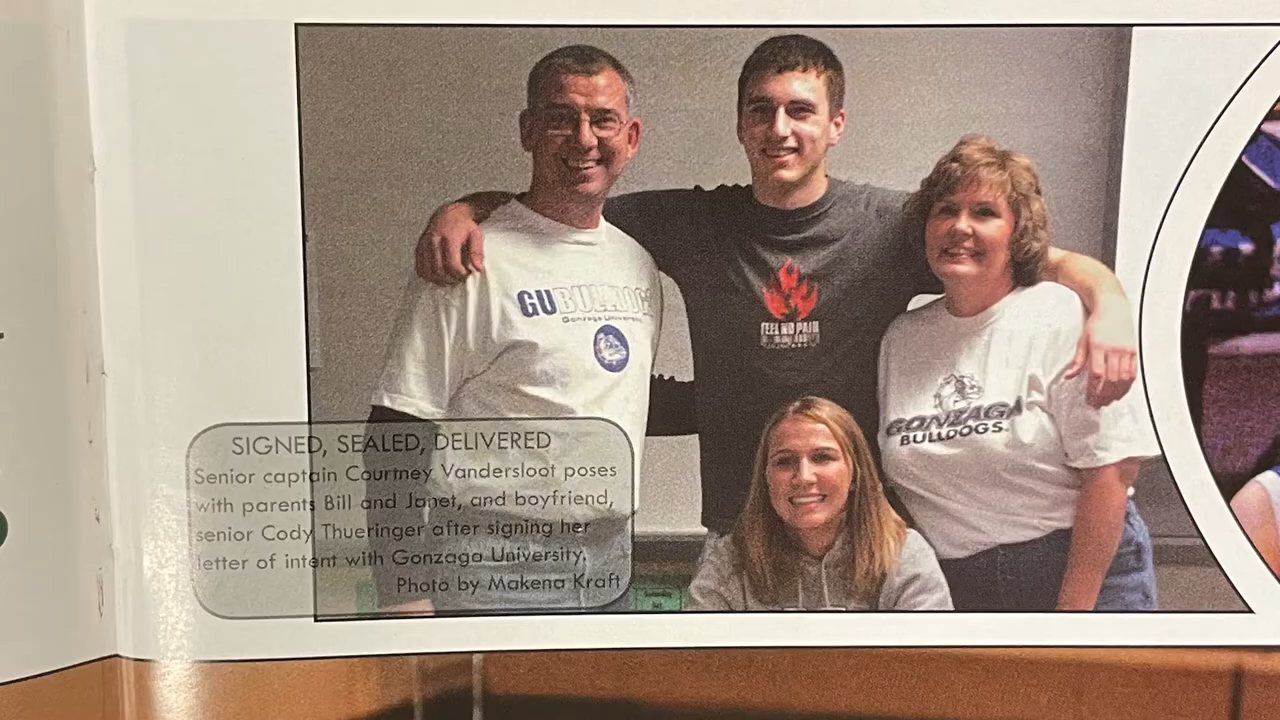 GUBULLDOGS
Gonzaga University
FEEL NO PAIN
GONZAGA
BULLDOGS
SIGNED, SEALED, DELIVERED
Senior captain Courtney Vandersloot poses
with parents Bill and Janet, and boyfriend,
senior Cody Thueringer after signing her
letter of intent with Gonzaga University.
Photo by Makena Kraft